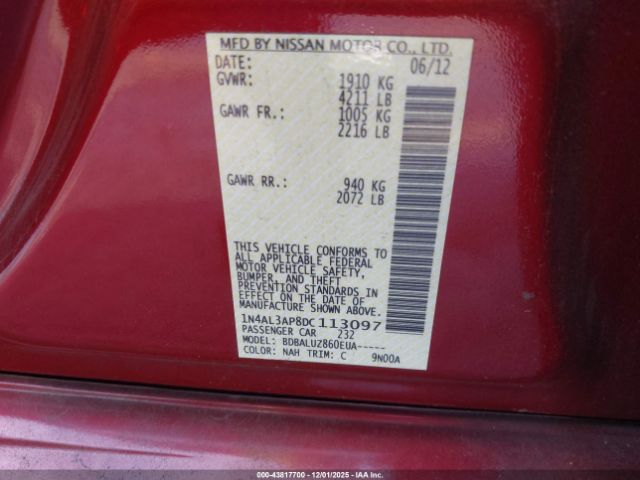 MFD BY NISSAN MOTOR CO., LTD.
DATE: 06/12
GVWR: 1910 KG
4211 LB
GAWR FR.: 1005 KG
2216 LB
GAWR RR.: 940 KG
2072 LB
THIS VEHICLE CONFORMS TO
ALL APPLICABLE FEDERAL
MOTOR VEHICLE SAFETY,
BUMPER, AND THEFT
PREVENTION STANDARDS IN
EFFECT ON THE DATE OF
MANUFACTURE SHOWN ABOVE.
1N4AL3AP8DC113097
PASSENGER CAR 232
MODEL: BDBALUZ860EUA-----
COLOR: NAH TRIM: C 9N00A
© 000-43817700 - 12/01/2025 - IAA Inc.